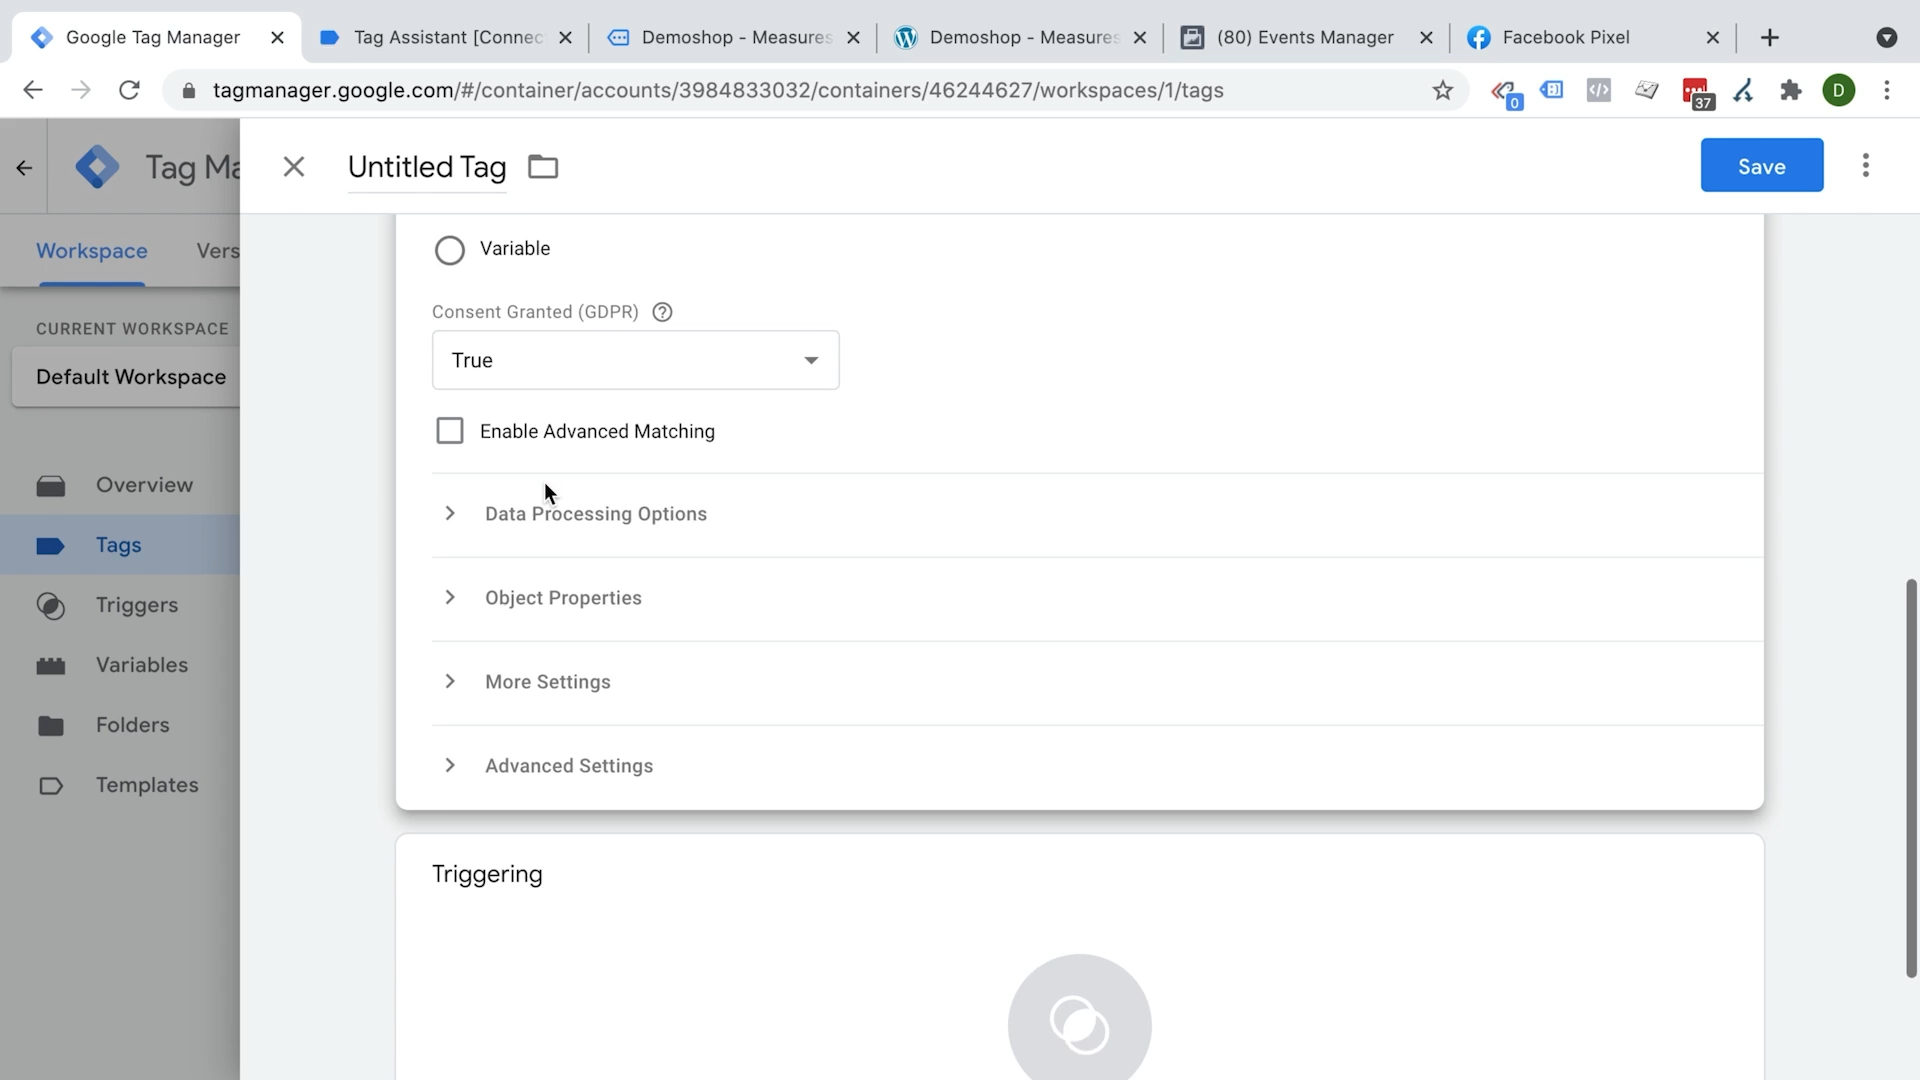 Google Tag Manager
Tag Assistant [Connec
Demoshop - Measures
Demoshop - Measures
(80) Events Manager
Facebook Pixel
tagmanager.google.com/#/container/accounts/3984833032/containers/46244627/workspaces/1/tags
0
37
D
Tag Ma
Untitled Tag
Save
Workspace
Vers
Variable
CURRENT WORKSPACE
Default Workspace
Consent Granted (GDPR)
True
Enable Advanced Matching
Overview
Tags
Triggers
Variables
Folders
Templates
Data Processing Options
Object Properties
More Settings
Advanced Settings
Triggering